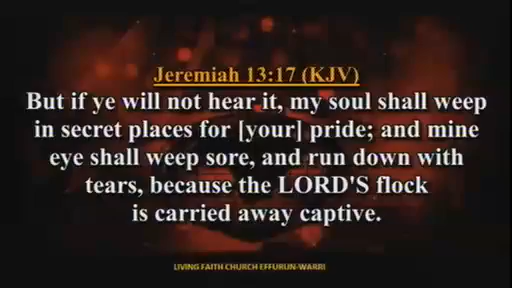 Jeremiah 13:17 (KJV)
But if ye will not hear it, my soul shall weep
in secret places for [your] pride; and mine
eye shall weep sore, and run down with
tears, because the LORD'S flock
is carried away captive.
LIVING FAITH CHURCH EFFURUN-WARRI